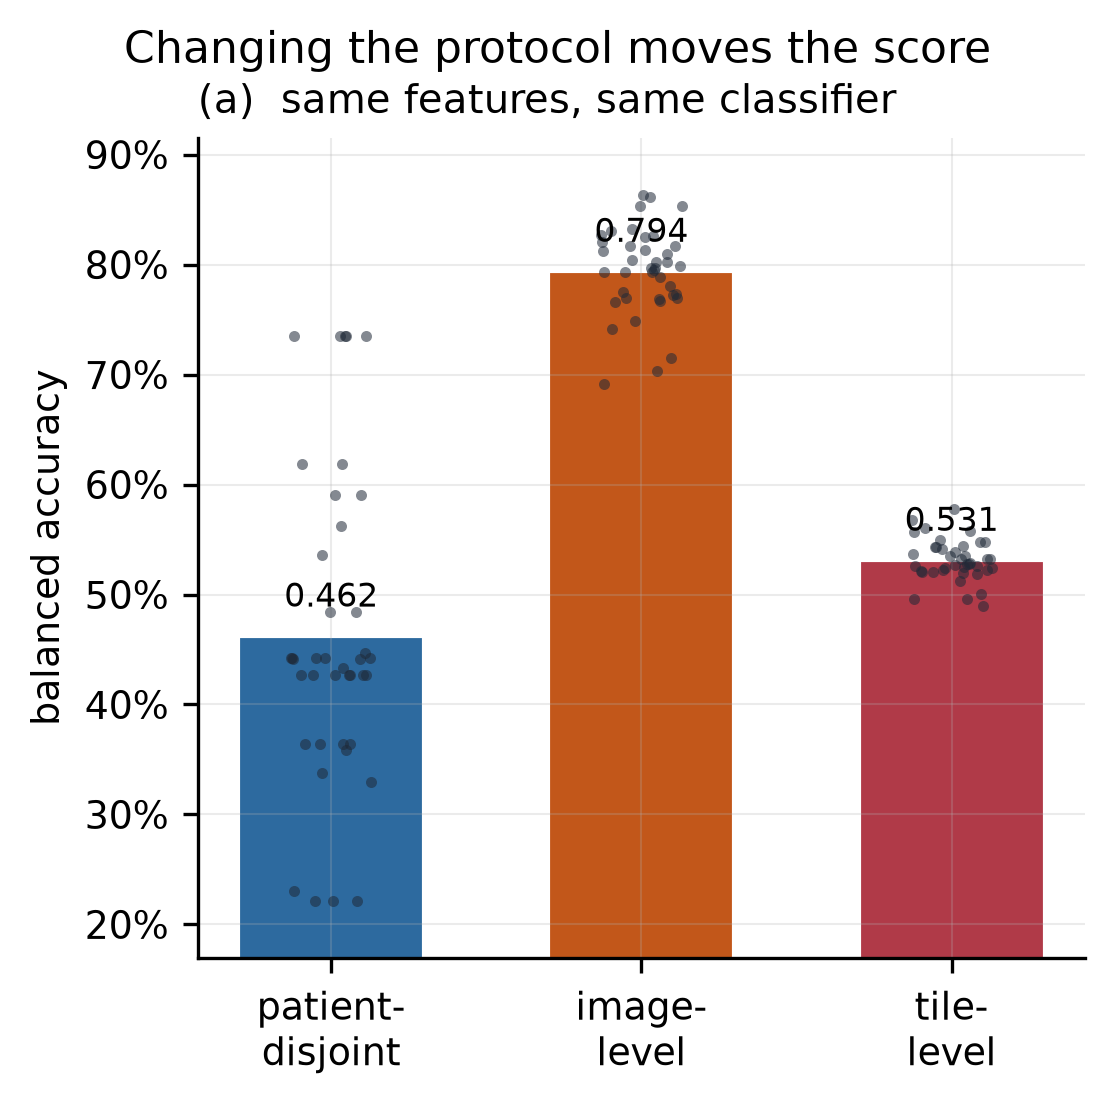 Changing the protocol moves the score
(a)  same features, same classifier
90%
80%
70%
60%
50%
40%
30%
20%
balanced accuracy
0.462
0.794
0.531
patient-
disjoint
image-
level
tile-
level